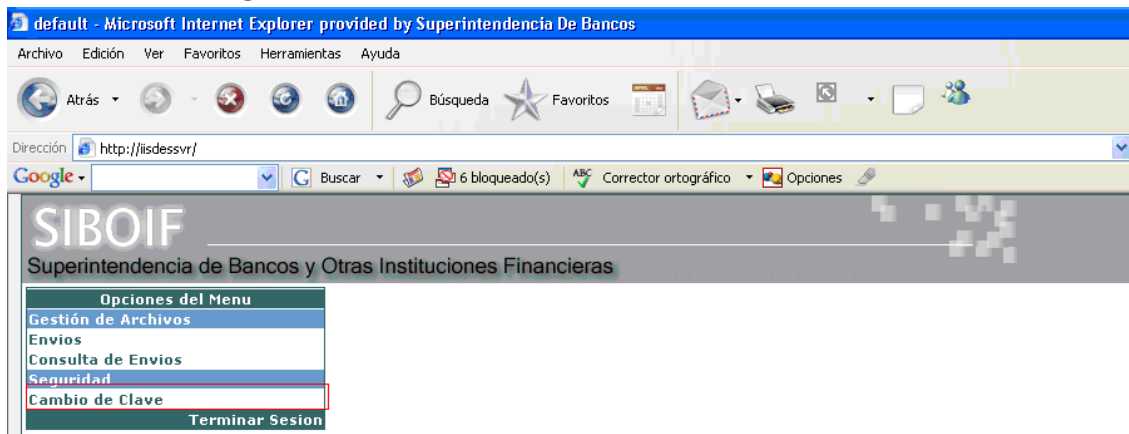 default - Microsoft Internet Explorer provided by Superintendencia De Bancos
Archivo Edición Ver Favoritos Herramientas Ayuda
Atrás Búsqueda Favoritos
Dirección http://iisdessvr/
Google G Buscar 6 bloqueado(s) ABC Corrector ortográfico Opciones
SIBOIF
Superintendencia de Bancos y Otras Instituciones Financieras
Opciones del Menu
Gestión de Archivos
Envios
Consulta de Envios
Seguridad
Cambio de Clave
Terminar Sesion